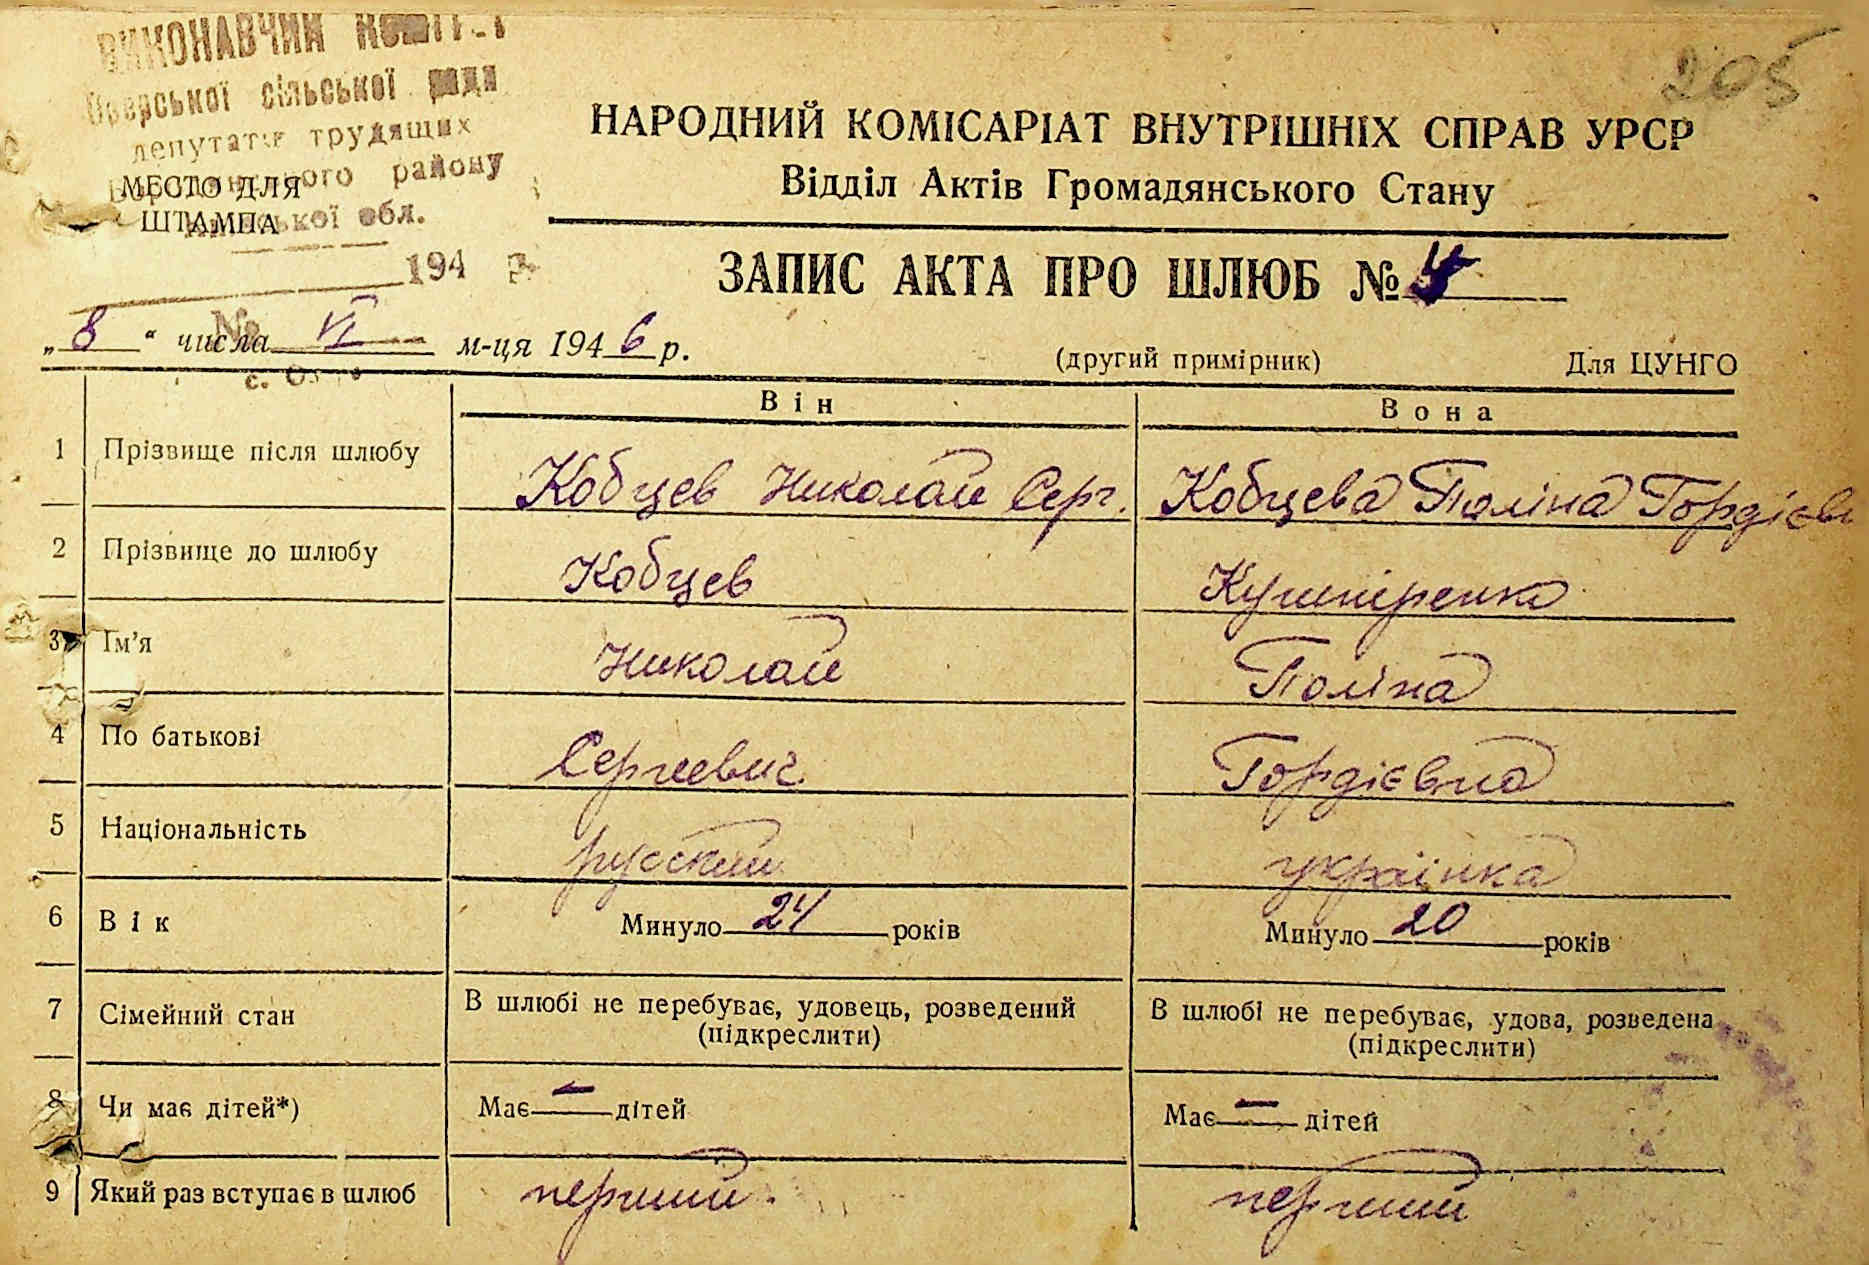 205
ВИКОНАВЧИЙ КОМІТЕТ
сільської ради
депутатів трудящих
району
обл.
МЕСТО ДЛЯ
ШТАМПА
194
№
с.
НАРОДНИЙ КОМІСАРІАТ ВНУТРІШНІХ СПРАВ УРСР
Відділ Актів Громадянського Стану
ЗАПИС АКТА ПРО ШЛЮБ №
„8“ числа VI м-ця 1946 р.
(другий примірник) Для ЦУНГО
Він Вона
1 Прізвище після шлюбу Кобцев Николай Серг. Кобцева Поліна Гордієв
2 Прізвище до шлюбу Кобцев Кушніренко
3 Ім’я Николай Поліна
4 По батькові Сергеевич Гордієвна
5 Національність русский українка
6 Вік Минуло 24 років Минуло 20 років
7 Сімейний стан В шлюбі не перебуває, удовець, розведений В шлюбі не перебуває, удова, розведена
(підкреслити) (підкреслити)
8 Чи має дітей*) Має — дітей Має — дітей
9 Який раз вступає в шлюб перший перший